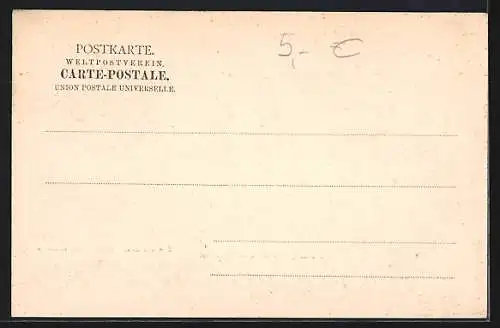 POSTKARTE.
WELTPOSTVEREIN.
CARTE-POSTALE.
UNION POSTALE UNIVERSELLE.
5,- €